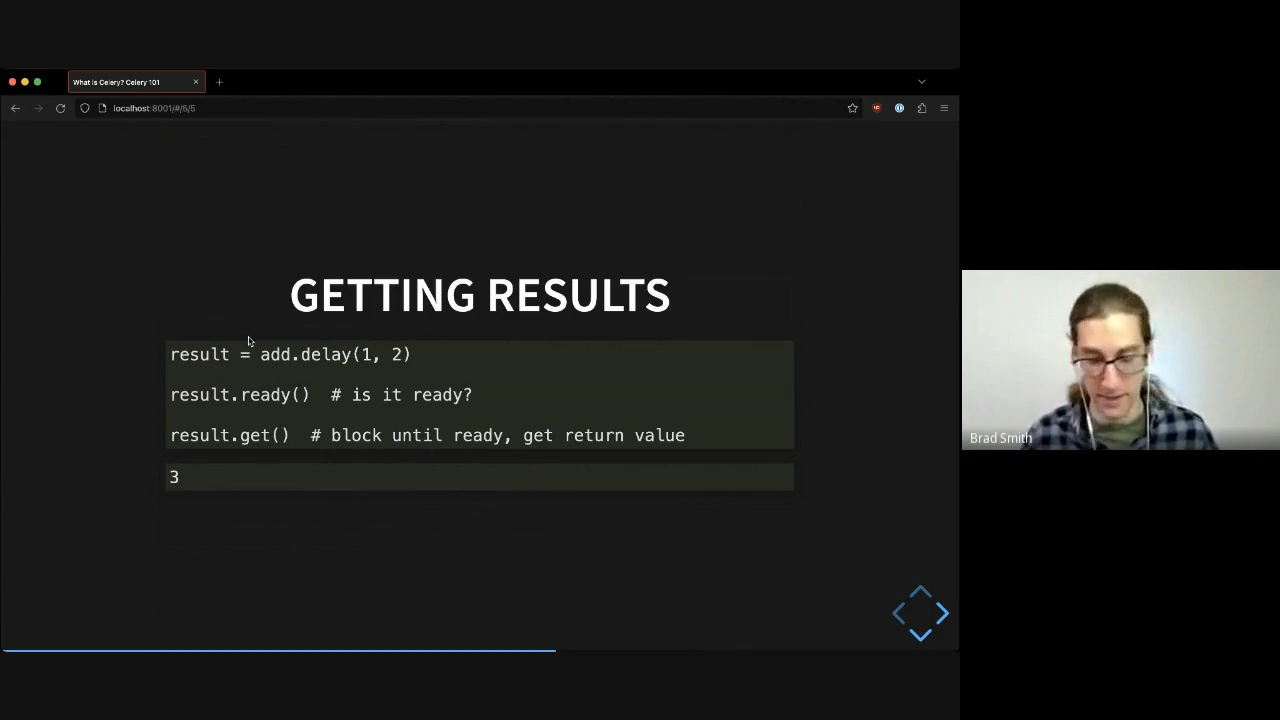 What is Celery? Celery 101
localhost:8001/#/5/5
GETTING RESULTS
result = add.delay(1, 2)
result.ready()  # is it ready?
result.get()  # block until ready, get return value
3
Brad Smith